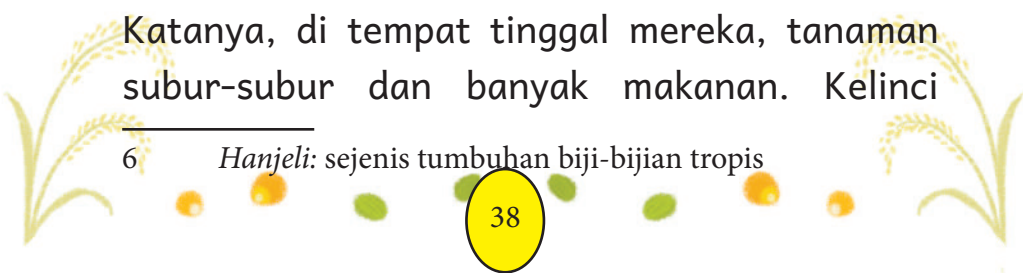 Katanya, di tempat tinggal mereka, tanaman
subur-subur dan banyak makanan. Kelinci
6 Hanjeli: sejenis tumbuhan biji-bijian tropis
38